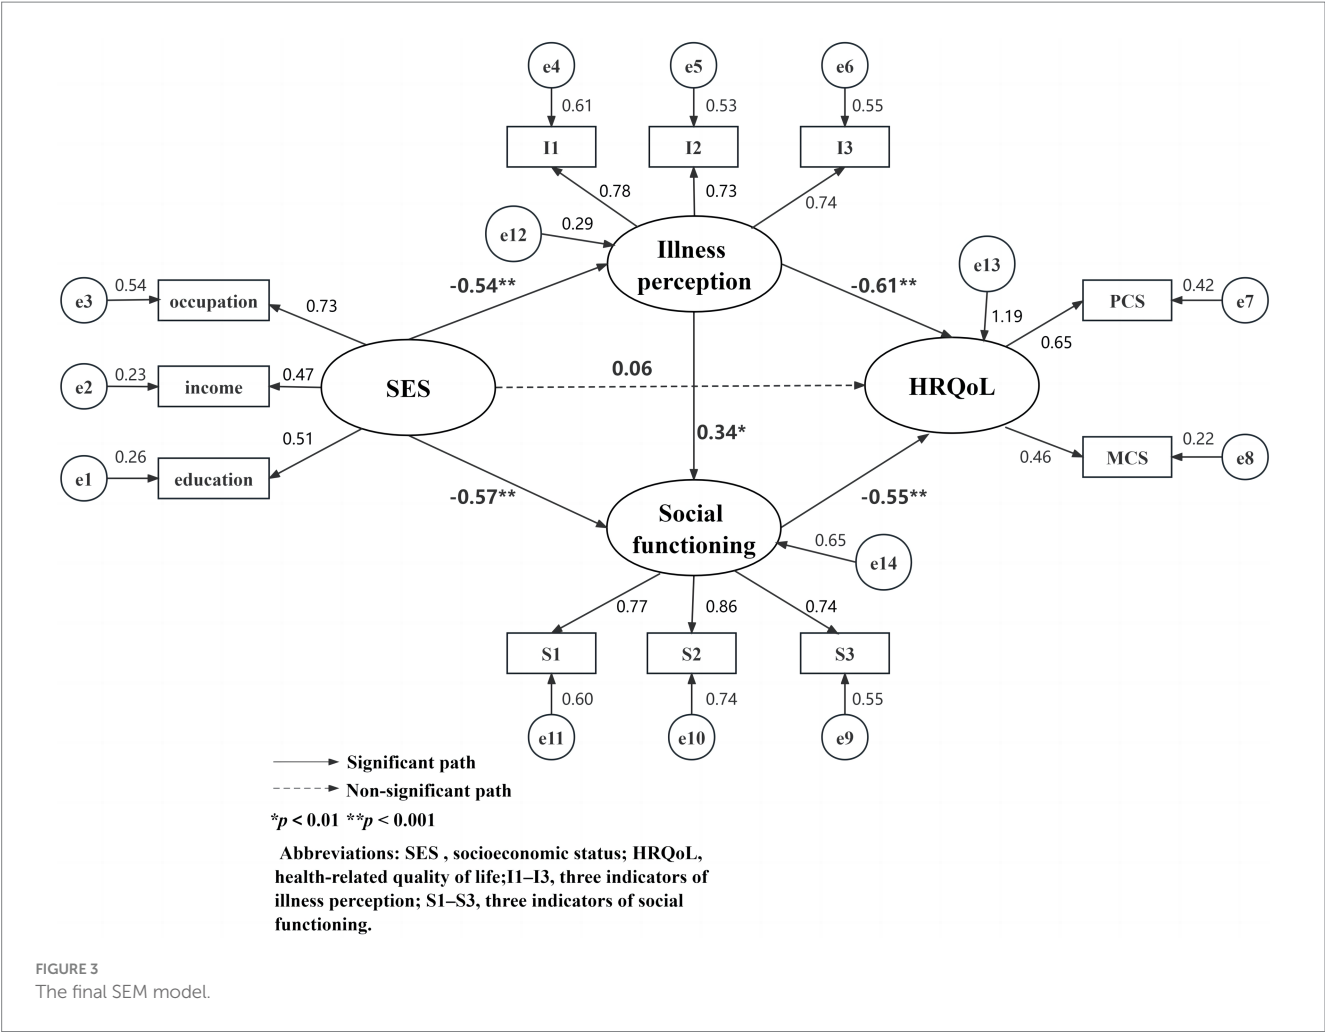 e4
e5
e6
0.61
0.53
0.55
I1
I2
I3
0.78
0.73
0.74
e12
0.29
Illness
perception
e13
-0.54**
-0.61**
e3
0.54
occupation
0.73
1.19
PCS
0.42
e7
0.65
e2
0.23
income
0.47
SES
0.06
HRQoL
0.34*
e1
0.26
education
0.51
0.46
MCS
0.22
e8
-0.57**
-0.55**
Social
functioning
0.65
e14
0.77
0.86
0.74
S1
S2
S3
0.60
0.74
0.55
e11
e10
e9
Significant path
Non-significant path
*p < 0.01 **p < 0.001
Abbreviations: SES , socioeconomic status; HRQoL,
health-related quality of life;I1–I3, three indicators of
illness perception; S1–S3, three indicators of social
functioning.
FIGURE 3
The final SEM model.